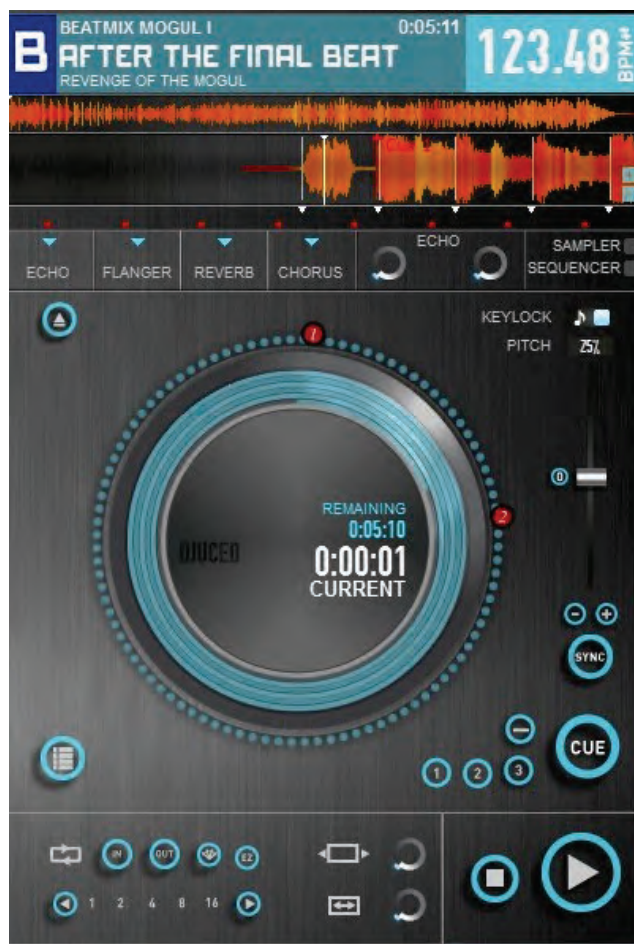 B
BEATMIX MOGUL I 0:05:11
AFTER THE FINAL BEAT
REVENGE OF THE MOGUL
123.48
BPM
ECHO FLANGER REVERB CHORUS
ECHO
SAMPLER
SEQUENCER
KEYLOCK
PITCH 25%
1
0
2
REMAINING
0:05:10
0:00:01
CURRENT
SYNC
CUE
1 2 3
IN OUT EZ
1 2 4 8 16